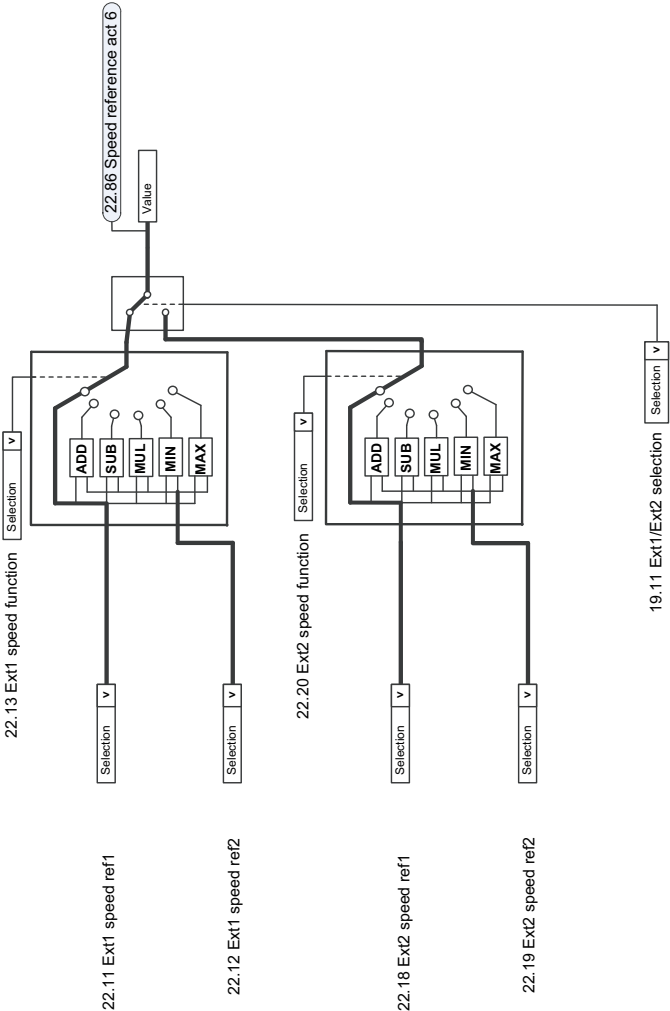 22.11 Ext1 speed ref1
Selection
v
22.12 Ext1 speed ref2
Selection
v
22.13 Ext1 speed function
Selection
v
ADD
SUB
MUL
MIN
MAX
22.86 Speed reference act 6
Value
22.18 Ext2 speed ref1
Selection
v
22.19 Ext2 speed ref2
Selection
v
22.20 Ext2 speed function
Selection
v
ADD
SUB
MUL
MIN
MAX
19.11 Ext1/Ext2 selection
Selection
v